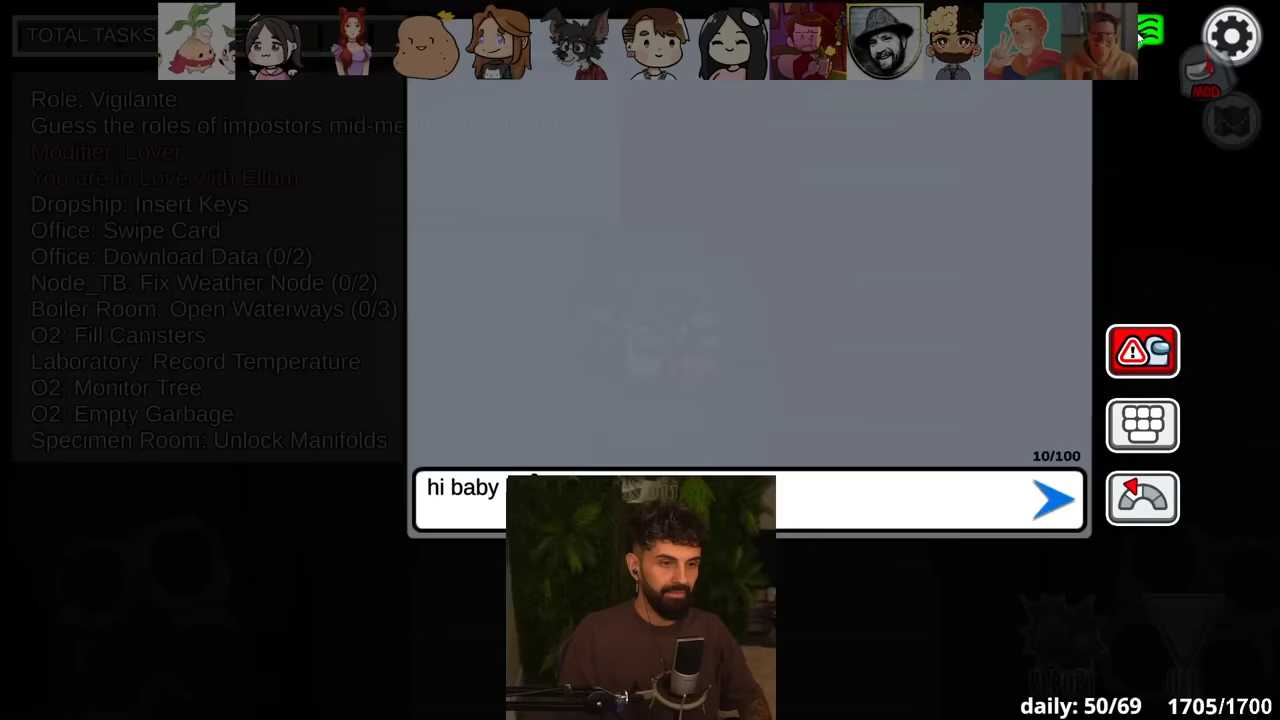 TOTAL TASKS
Role: Vigilante
Guess the roles of impostors mid-me
Modifier: Lover
You are in Love with Ellum
Dropship: Insert Keys
Office: Swipe Card
Office: Download Data (0/2)
Node_TB: Fix Weather Node (0/2)
Boiler Room: Open Waterways (0/3)
O2: Fill Canisters
Laboratory: Record Temperature
O2: Monitor Tree
O2: Empty Garbage
Specimen Room: Unlock Manifolds
MOD
10/100
hi baby
daily: 50/69 1705/1700